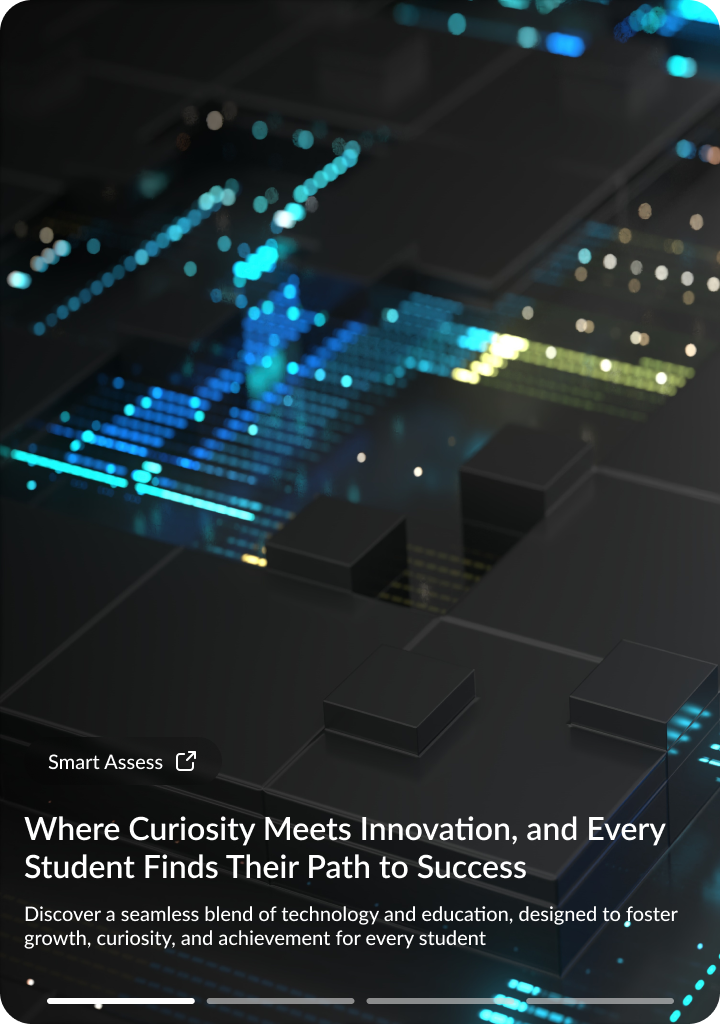 Smart Assess
Where Curiosity Meets Innovation, and Every
Student Finds Their Path to Success
Discover a seamless blend of technology and education, designed to foster
growth, curiosity, and achievement for every student